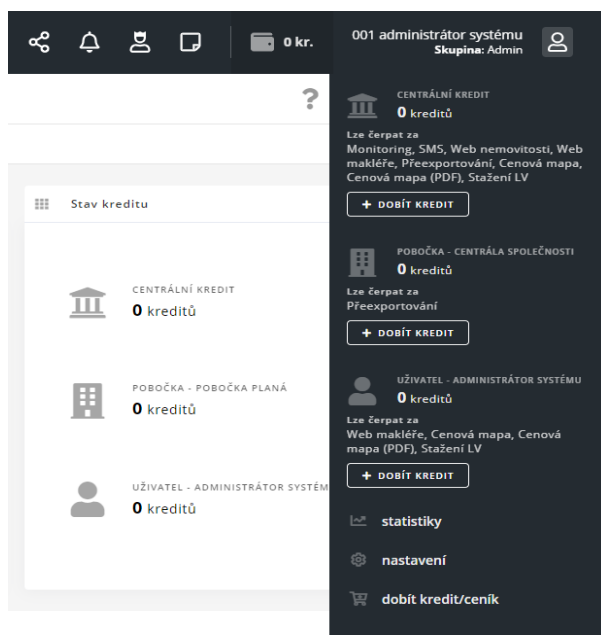 0 kr.
001 administrátor systému
Skupina: Admin
?
Stav kreditu
CENTRÁLNÍ KREDIT
0 kreditů
POBOČKA - POBOČKA PLANÁ
0 kreditů
UŽIVATEL - ADMINISTRÁTOR SYSTÉM
0 kreditů
CENTRÁLNÍ KREDIT
0 kreditů
Lze čerpat za
Monitoring, SMS, Web nemovitosti, Web
makléře, Přeexportování, Cenová mapa,
Cenová mapa (PDF), Stažení LV
+ DOBÍT KREDIT
POBOČKA - CENTRÁLA SPOLEČNOSTI
0 kreditů
Lze čerpat za
Přeexportování
+ DOBÍT KREDIT
UŽIVATEL - ADMINISTRÁTOR SYSTÉMU
0 kreditů
Lze čerpat za
Web makléře, Cenová mapa, Cenová
mapa (PDF), Stažení LV
+ DOBÍT KREDIT
statistiky
nastavení
dobít kredit/ceník